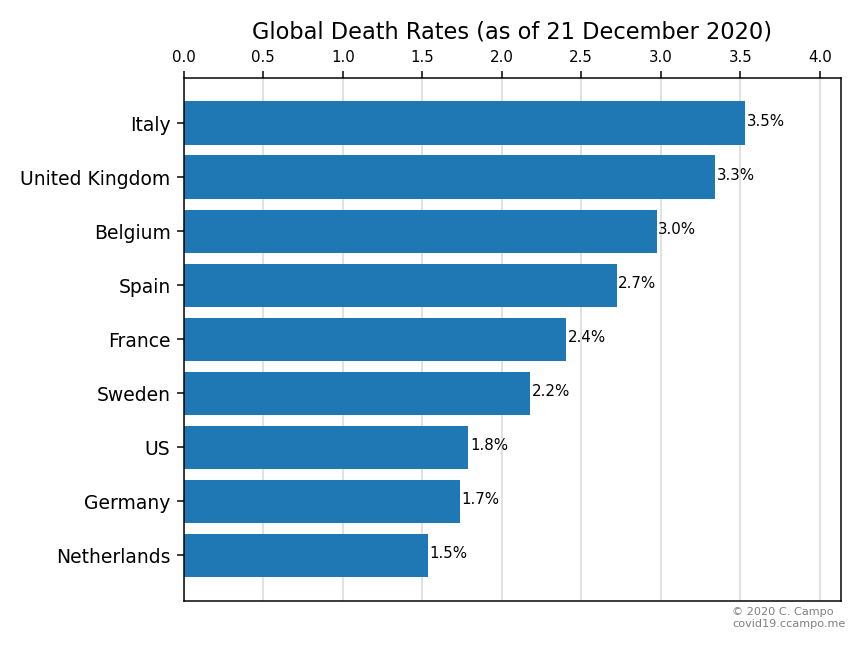 Global Death Rates (as of 21 December 2020)
0.0 0.5 1.0 1.5 2.0 2.5 3.0 3.5 4.0
Italy 3.5%
United Kingdom 3.3%
Belgium 3.0%
Spain 2.7%
France 2.4%
Sweden 2.2%
US 1.8%
Germany 1.7%
Netherlands 1.5%
© 2020 C. Campo
covid19.ccampo.me